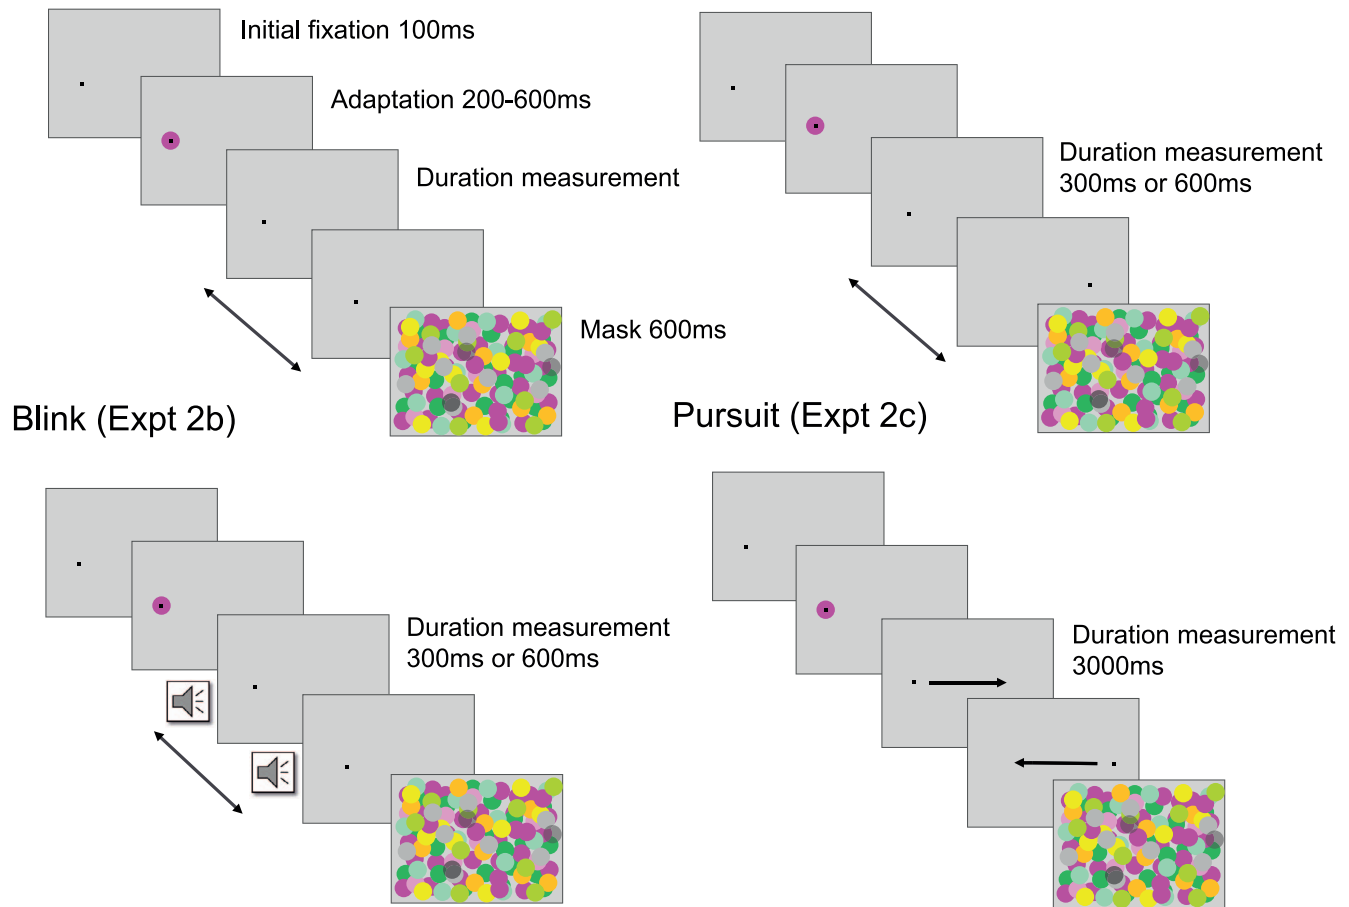 Initial fixation 100ms
Adaptation 200-600ms
Duration measurement
Mask 600ms
Duration measurement
300ms or 600ms
Blink (Expt 2b)
Pursuit (Expt 2c)
Duration measurement
300ms or 600ms
Duration measurement
3000ms